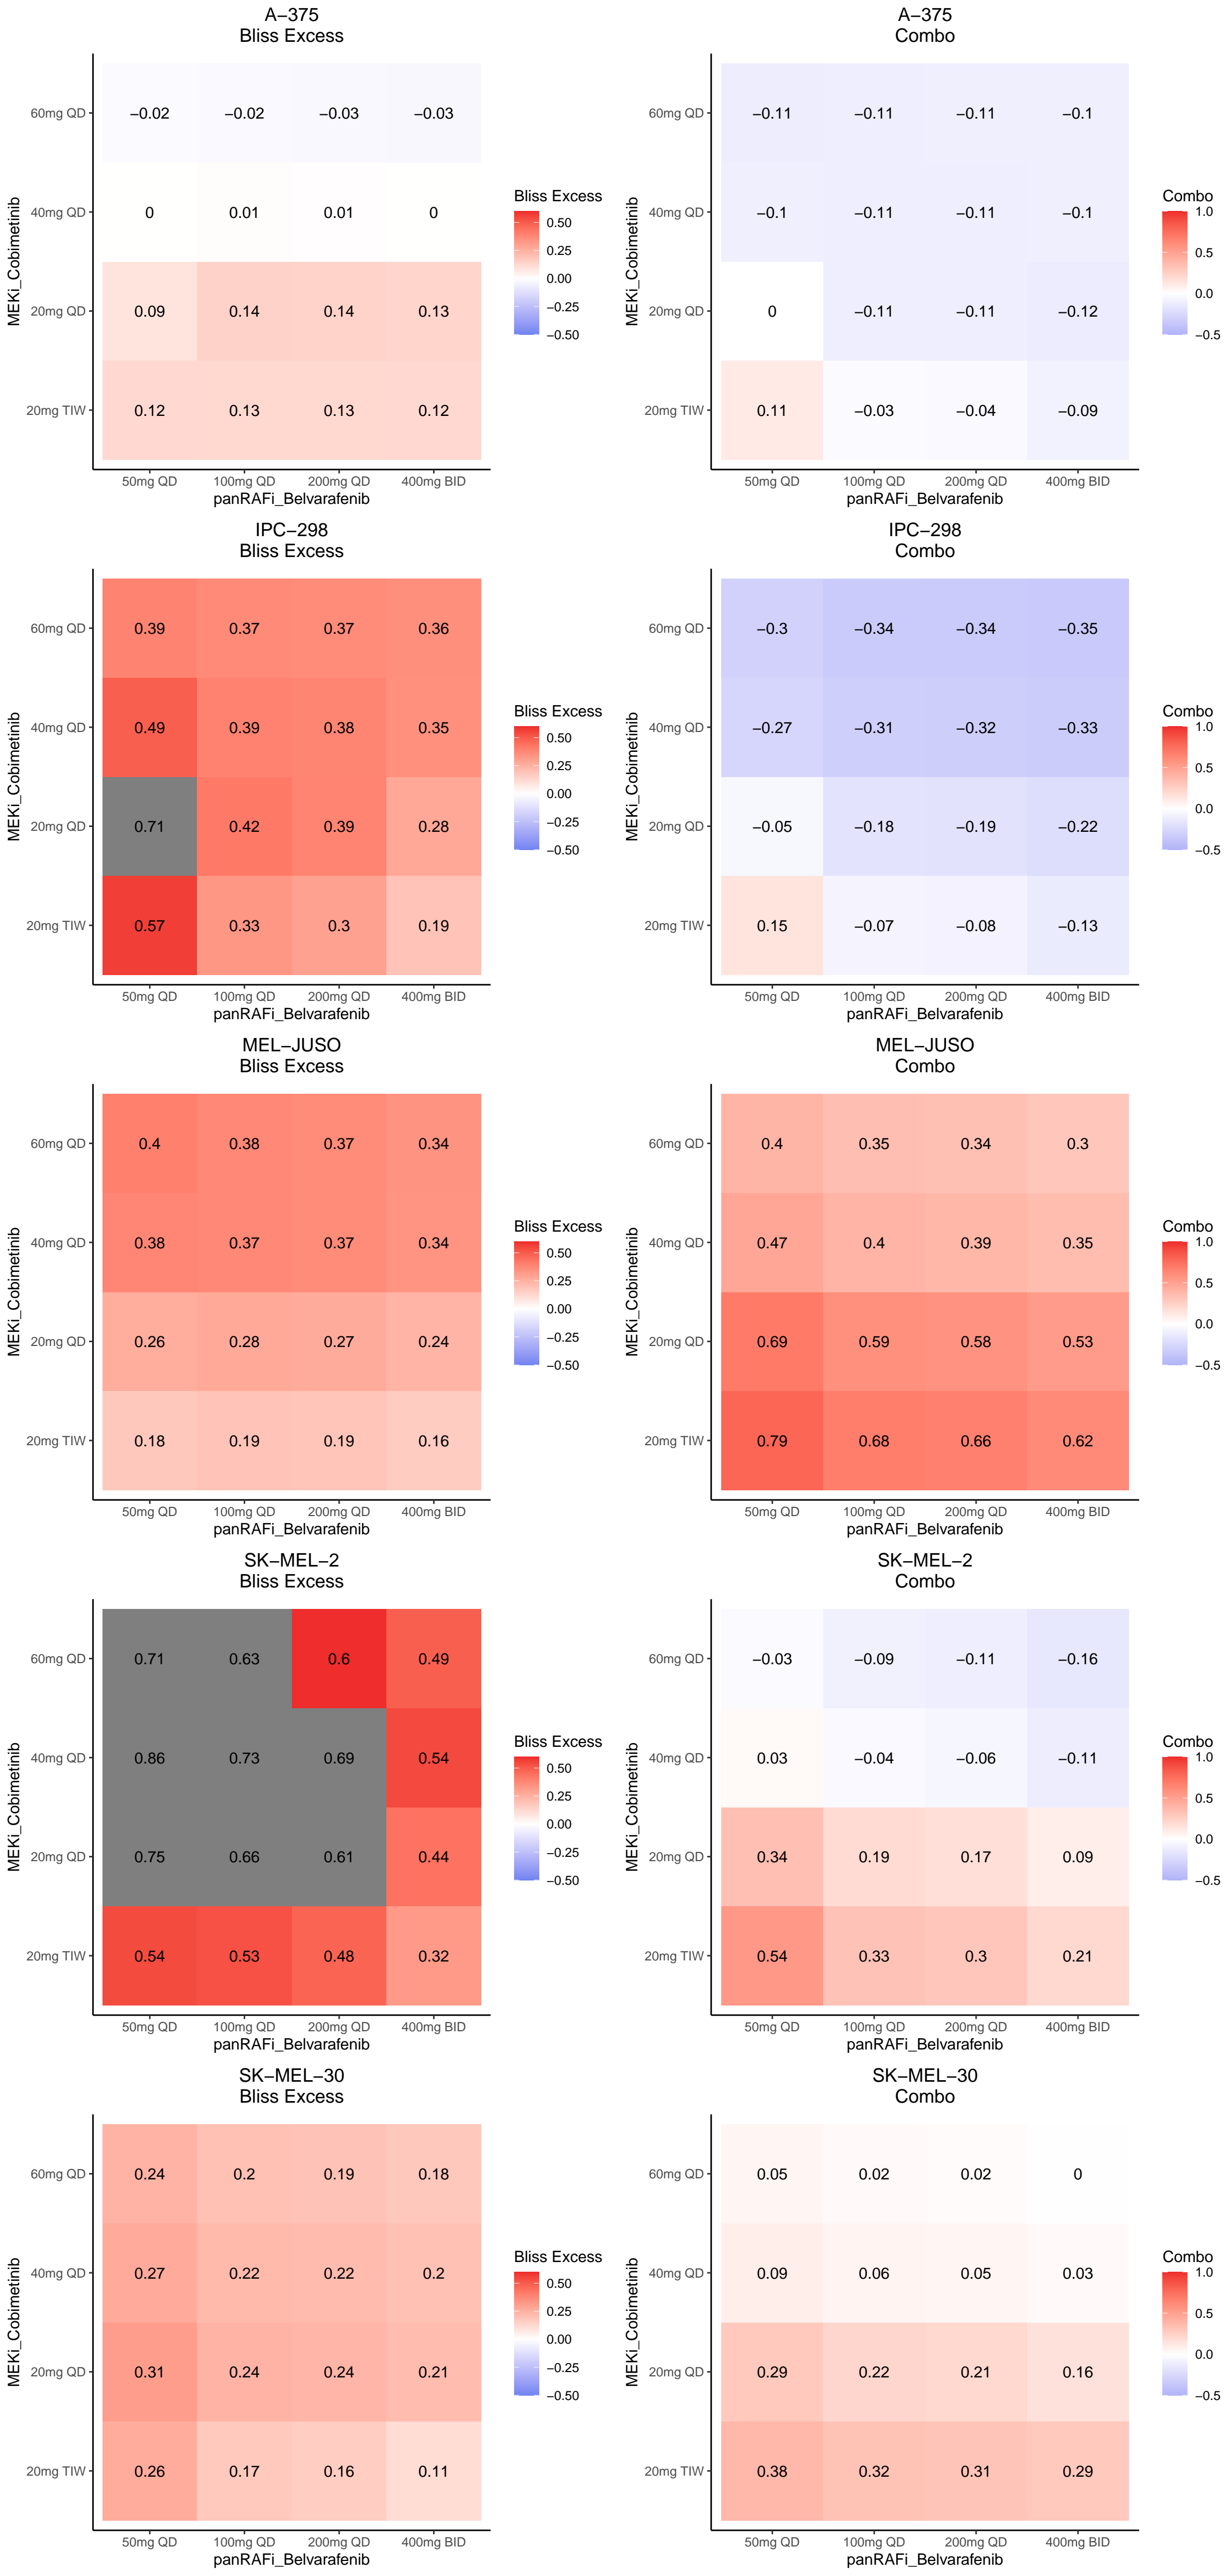 A−375
Bliss Excess
MEKi_Cobimetinib
60mg QD
−0.02 −0.02 −0.03 −0.03
40mg QD
0 0.01 0.01 0
20mg QD
0.09 0.14 0.14 0.13
20mg TIW
0.12 0.13 0.13 0.12
50mg QD 100mg QD 200mg QD 400mg BID
panRAFi_Belvarafenib
Bliss Excess
0.50
0.25
0.00
−0.25
−0.50
A−375
Combo
MEKi_Cobimetinib
60mg QD
−0.11 −0.11 −0.11 −0.1
40mg QD
−0.1 −0.11 −0.11 −0.1
20mg QD
0 −0.11 −0.11 −0.12
20mg TIW
0.11 −0.03 −0.04 −0.09
50mg QD 100mg QD 200mg QD 400mg BID
panRAFi_Belvarafenib
Combo
1.0
0.5
0.0
−0.5
IPC−298
Bliss Excess
MEKi_Cobimetinib
60mg QD
0.39 0.37 0.37 0.36
40mg QD
0.49 0.39 0.38 0.35
20mg QD
0.71 0.42 0.39 0.28
20mg TIW
0.57 0.33 0.3 0.19
50mg QD 100mg QD 200mg QD 400mg BID
panRAFi_Belvarafenib
Bliss Excess
0.50
0.25
0.00
−0.25
−0.50
IPC−298
Combo
MEKi_Cobimetinib
60mg QD
−0.3 −0.34 −0.34 −0.35
40mg QD
−0.27 −0.31 −0.32 −0.33
20mg QD
−0.05 −0.18 −0.19 −0.22
20mg TIW
0.15 −0.07 −0.08 −0.13
50mg QD 100mg QD 200mg QD 400mg BID
panRAFi_Belvarafenib
Combo
1.0
0.5
0.0
−0.5
MEL−JUSO
Bliss Excess
MEKi_Cobimetinib
60mg QD
0.4 0.38 0.37 0.34
40mg QD
0.38 0.37 0.37 0.34
20mg QD
0.26 0.28 0.27 0.24
20mg TIW
0.18 0.19 0.19 0.16
50mg QD 100mg QD 200mg QD 400mg BID
panRAFi_Belvarafenib
Bliss Excess
0.50
0.25
0.00
−0.25
−0.50
MEL−JUSO
Combo
MEKi_Cobimetinib
60mg QD
0.4 0.35 0.34 0.3
40mg QD
0.47 0.4 0.39 0.35
20mg QD
0.69 0.59 0.58 0.53
20mg TIW
0.79 0.68 0.66 0.62
50mg QD 100mg QD 200mg QD 400mg BID
panRAFi_Belvarafenib
Combo
1.0
0.5
0.0
−0.5
SK−MEL−2
Bliss Excess
MEKi_Cobimetinib
60mg QD
0.71 0.63 0.6 0.49
40mg QD
0.86 0.73 0.69 0.54
20mg QD
0.75 0.66 0.61 0.44
20mg TIW
0.54 0.53 0.48 0.32
50mg QD 100mg QD 200mg QD 400mg BID
panRAFi_Belvarafenib
Bliss Excess
0.50
0.25
0.00
−0.25
−0.50
SK−MEL−2
Combo
MEKi_Cobimetinib
60mg QD
−0.03 −0.09 −0.11 −0.16
40mg QD
0.03 −0.04 −0.06 −0.11
20mg QD
0.34 0.19 0.17 0.09
20mg TIW
0.54 0.33 0.3 0.21
50mg QD 100mg QD 200mg QD 400mg BID
panRAFi_Belvarafenib
Combo
1.0
0.5
0.0
−0.5
SK−MEL−30
Bliss Excess
MEKi_Cobimetinib
60mg QD
0.24 0.2 0.19 0.18
40mg QD
0.27 0.22 0.22 0.2
20mg QD
0.31 0.24 0.24 0.21
20mg TIW
0.26 0.17 0.16 0.11
50mg QD 100mg QD 200mg QD 400mg BID
panRAFi_Belvarafenib
Bliss Excess
0.50
0.25
0.00
−0.25
−0.50
SK−MEL−30
Combo
MEKi_Cobimetinib
60mg QD
0.05 0.02 0.02 0
40mg QD
0.09 0.06 0.05 0.03
20mg QD
0.29 0.22 0.21 0.16
20mg TIW
0.38 0.32 0.31 0.29
50mg QD 100mg QD 200mg QD 400mg BID
panRAFi_Belvarafenib
Combo
1.0
0.5
0.0
−0.5